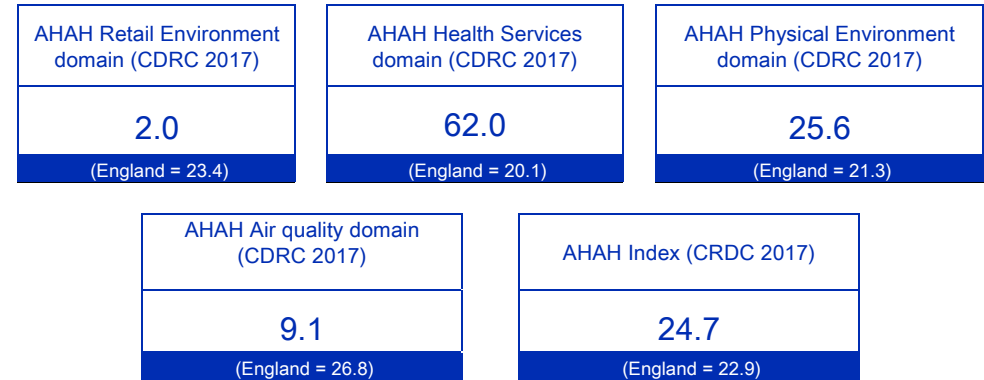 AHAH Retail Environment
domain (CDRC 2017)
2.0
(England = 23.4)
AHAH Health Services
domain (CDRC 2017)
62.0
(England = 20.1)
AHAH Physical Environment
domain (CDRC 2017)
25.6
(England = 21.3)
AHAH Air quality domain
(CDRC 2017)
9.1
(England = 26.8)
AHAH Index (CRDC 2017)
24.7
(England = 22.9)